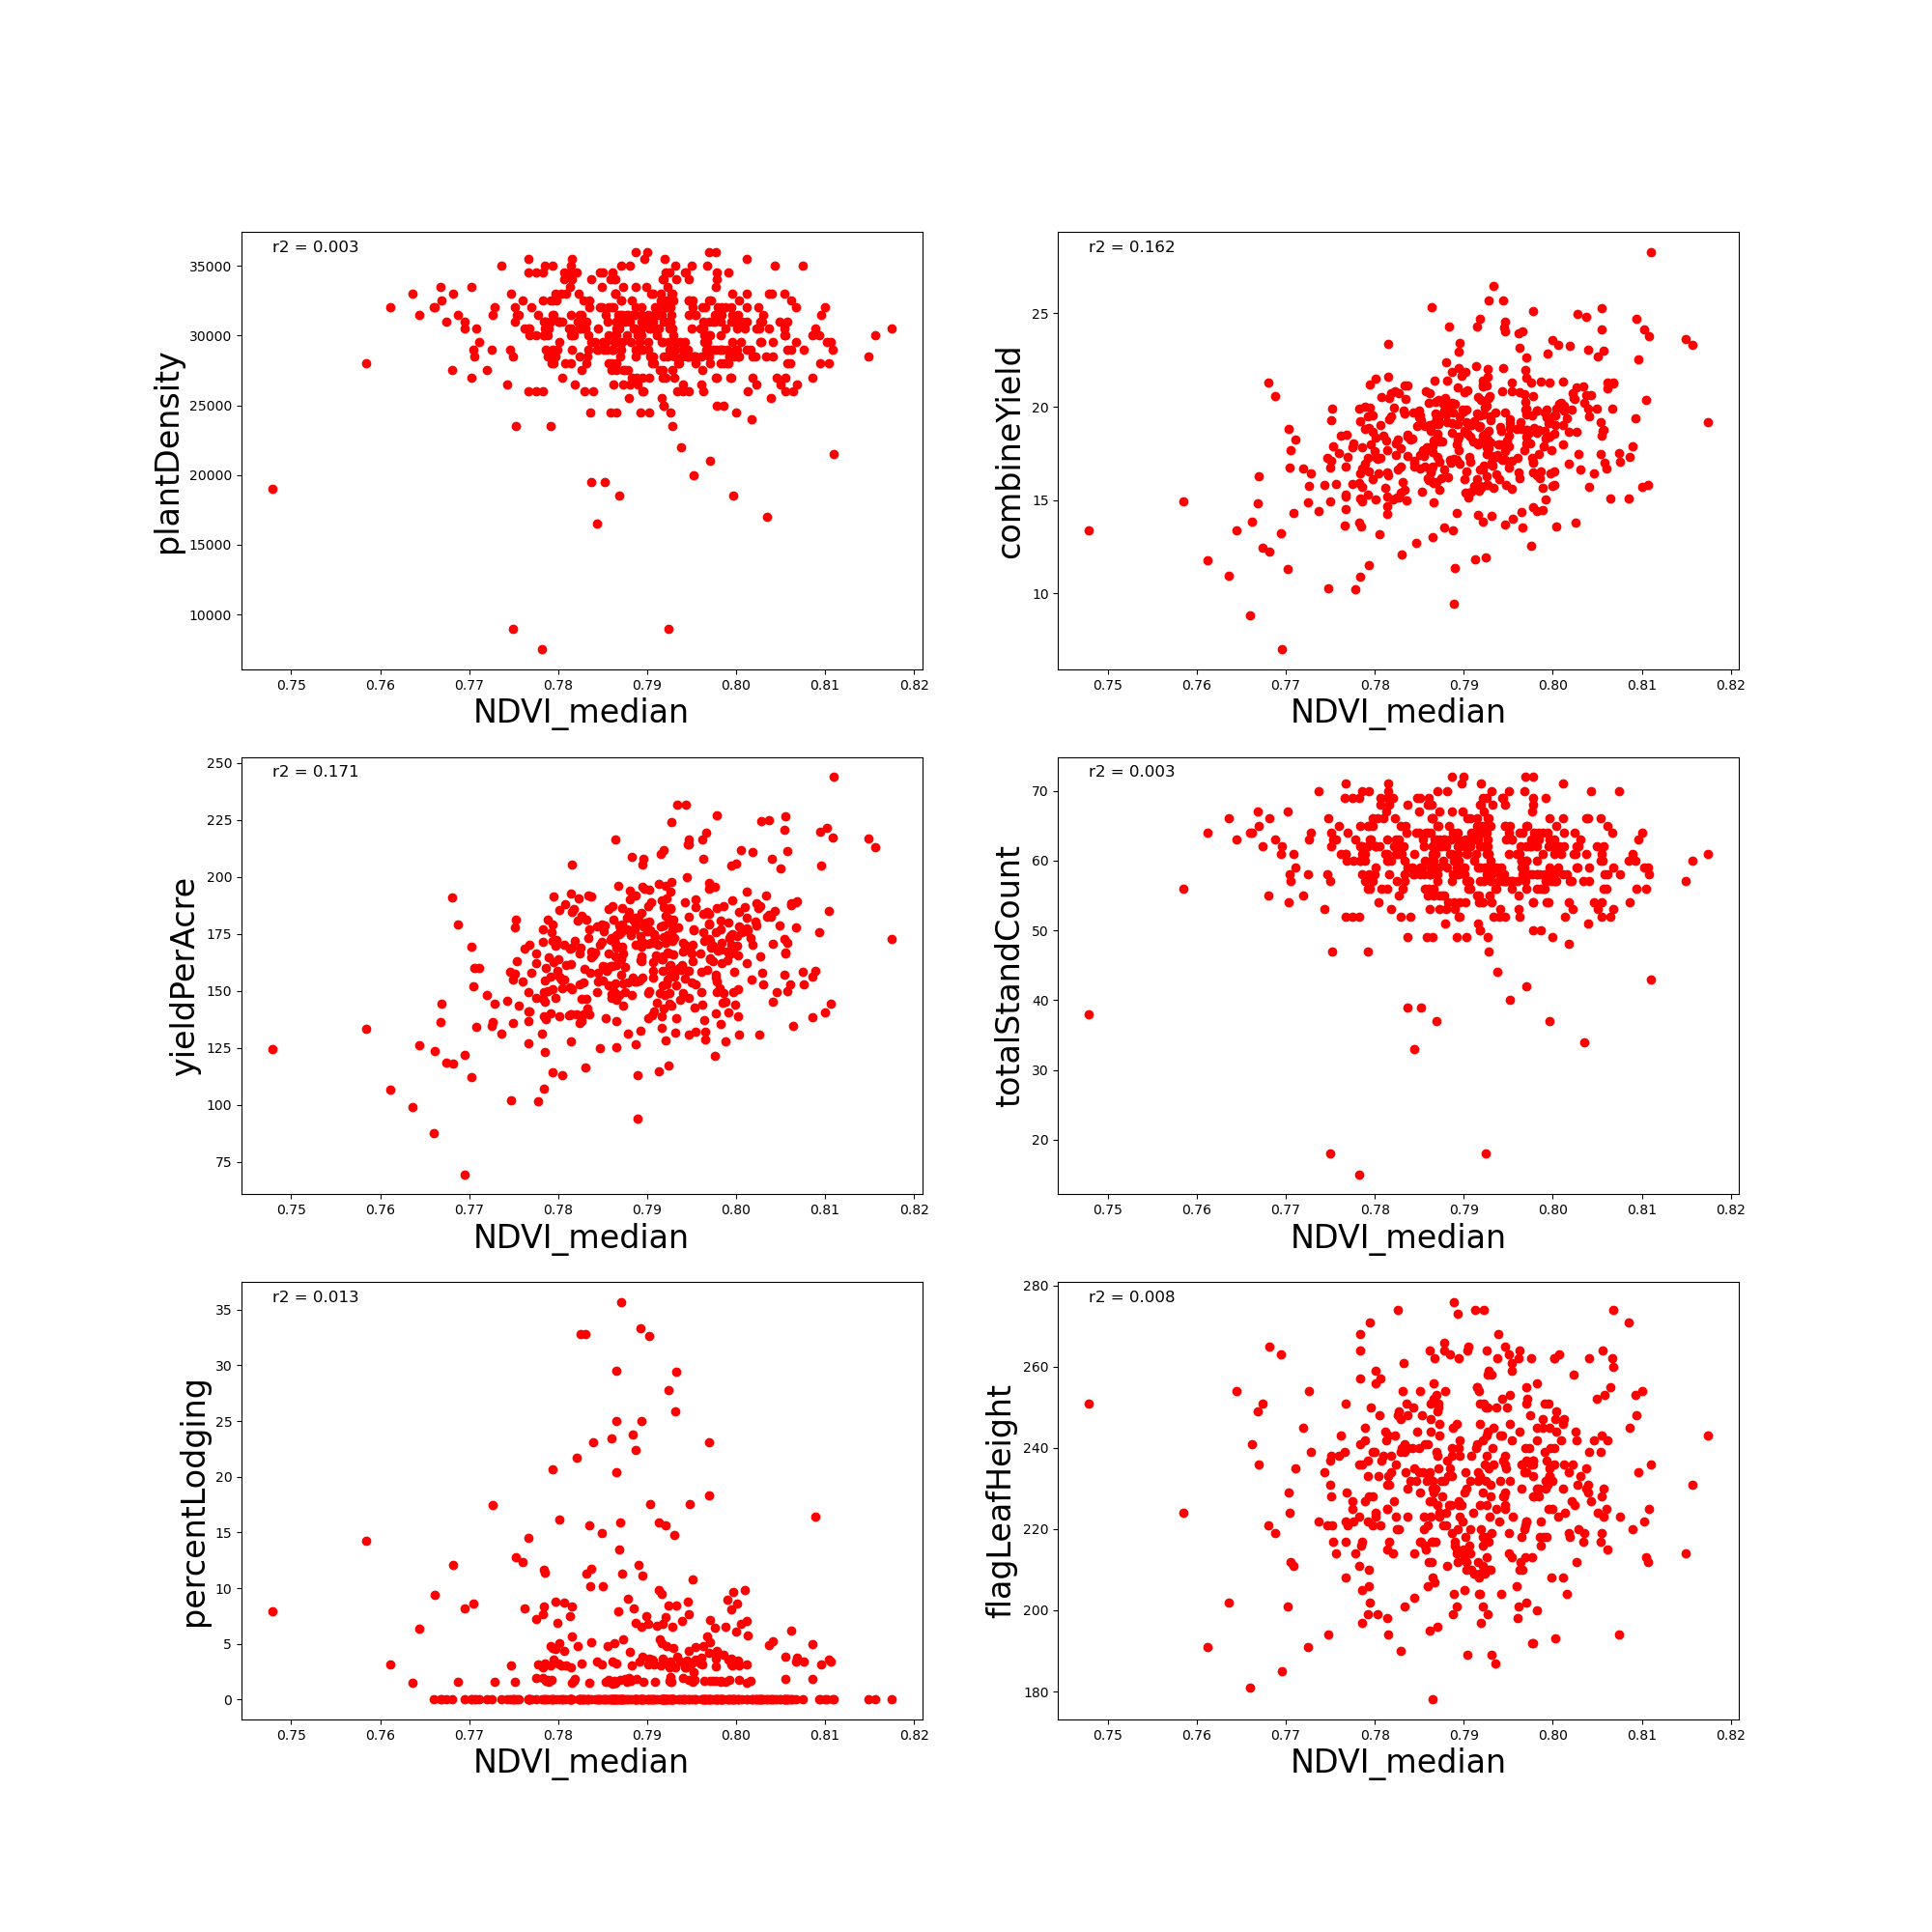 r2 = 0.003
35000
30000
25000
20000
15000
10000
plantDensity
0.75 0.76 0.77 0.78 0.79 0.80 0.81 0.82
NDVI_median
r2 = 0.162
25
20
15
10
combineYield
0.75 0.76 0.77 0.78 0.79 0.80 0.81 0.82
NDVI_median
r2 = 0.171
250
225
200
175
150
125
100
75
yieldPerAcre
0.75 0.76 0.77 0.78 0.79 0.80 0.81 0.82
NDVI_median
r2 = 0.003
70
60
50
40
30
20
totalStandCount
0.75 0.76 0.77 0.78 0.79 0.80 0.81 0.82
NDVI_median
r2 = 0.013
35
30
25
20
15
10
5
0
percentLodging
0.75 0.76 0.77 0.78 0.79 0.80 0.81 0.82
NDVI_median
r2 = 0.008
280
260
240
220
200
180
flagLeafHeight
0.75 0.76 0.77 0.78 0.79 0.80 0.81 0.82
NDVI_median